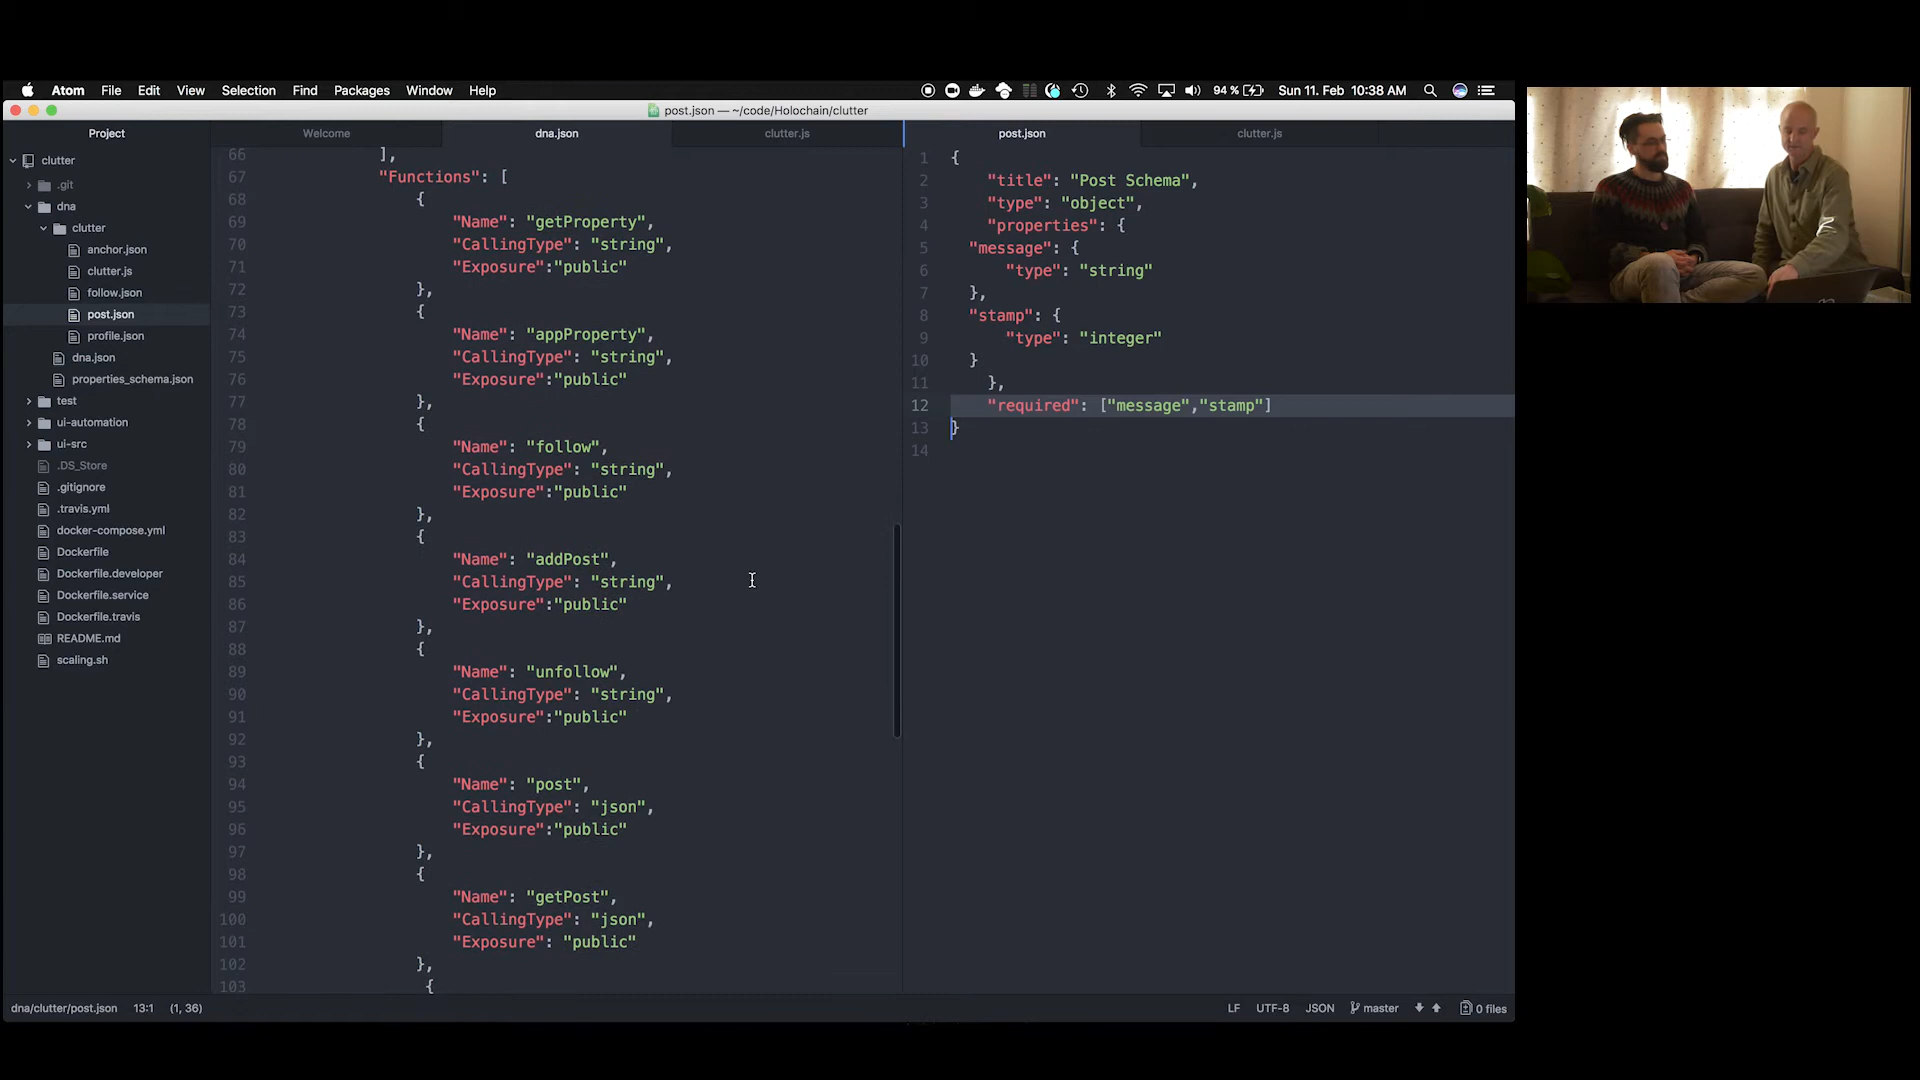 Atom File Edit View Selection Find Packages Window Help
94 % Sun 11. Feb 10:38 AM
post.json — ~/code/Holochain/clutter
Project
Welcome
dna.json
clutter.js
post.json
clutter.js
clutter
.git
dna
clutter
anchor.json
clutter.js
follow.json
post.json
profile.json
dna.json
properties_schema.json
test
ui-automation
ui-src
.DS_Store
.gitignore
.travis.yml
docker-compose.yml
Dockerfile
Dockerfile.developer
Dockerfile.service
Dockerfile.travis
README.md
scaling.sh
66 ],
67 "Functions": [
68 {
69 "Name": "getProperty",
70 "CallingType": "string",
71 "Exposure":"public"
72 },
73 {
74 "Name": "appProperty",
75 "CallingType": "string",
76 "Exposure":"public"
77 },
78 {
79 "Name": "follow",
80 "CallingType": "string",
81 "Exposure":"public"
82 },
83 {
84 "Name": "addPost",
85 "CallingType": "string",
86 "Exposure":"public"
87 },
88 {
89 "Name": "unfollow",
90 "CallingType": "string",
91 "Exposure":"public"
92 },
93 {
94 "Name": "post",
95 "CallingType": "json",
96 "Exposure":"public"
97 },
98 {
99 "Name": "getPost",
100 "CallingType": "json",
101 "Exposure": "public"
102 },
103 {
1 {
2 "title": "Post Schema",
3 "type": "object",
4 "properties": {
5 "message": {
6 "type": "string"
7 },
8 "stamp": {
9 "type": "integer"
10 }
11 },
12 "required": ["message","stamp"]
13 }
14
dna/clutter/post.json 13:1 (1, 36)
LF UTF-8 JSON master 0 files